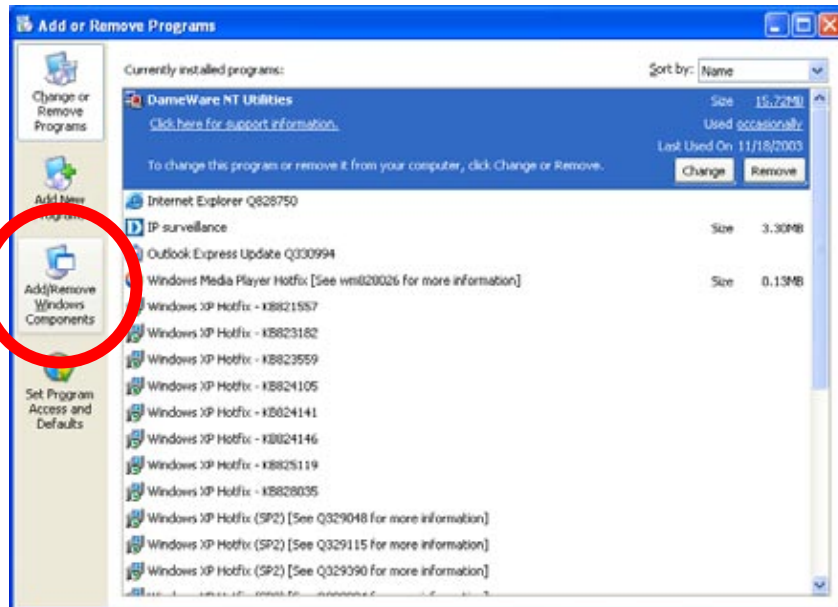 Add or Remove Programs
Change or
Remove
Programs
Add New
Programs
Add/Remove
Windows
Components
Set Program
Access and
Defaults
Currently installed programs:
Sort by: Name
DameWare NT Utilities
Size 15.72MB
Click here for support information.
Used occasionally
Last Used On 11/18/2003
To change this program or remove it from your computer, click Change or Remove.
Change Remove
Internet Explorer Q828750
IP surveillance Size 3.30MB
Outlook Express Update Q330994
Windows Media Player Hotfix [See wm828026 for more information] Size 0.13MB
Windows XP Hotfix - KB821557
Windows XP Hotfix - KB823182
Windows XP Hotfix - KB823559
Windows XP Hotfix - KB824105
Windows XP Hotfix - KB824141
Windows XP Hotfix - KB824146
Windows XP Hotfix - KB825119
Windows XP Hotfix - KB828035
Windows XP Hotfix (SP2) [See Q329048 for more information]
Windows XP Hotfix (SP2) [See Q329115 for more information]
Windows XP Hotfix (SP2) [See Q329390 for more information]